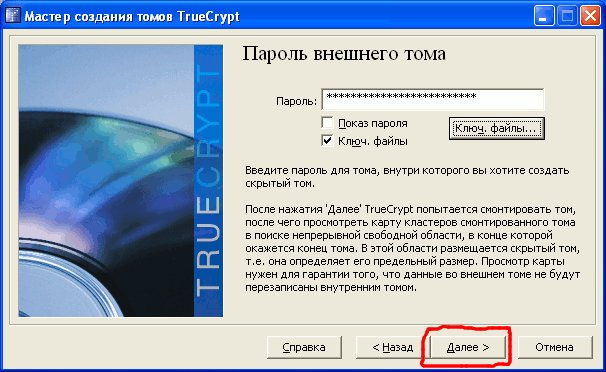 Мастер создания томов TrueCrypt
Пароль внешнего тома
Пароль: **************************
Показ пароля
Ключ. файлы
Ключ. файлы...
Введите пароль для тома, внутри которого вы хотите создать
скрытый том.
После нажатия 'Далее' TrueCrypt попытается смонтировать том,
после чего просмотреть карту кластеров смонтированного тома
в поиске непрерывной свободной области, в конце которой
окажется конец тома. В этой области размещается скрытый том,
т.е. она определяет его предельный размер. Просмотр карты
нужен для гарантии того, что данные во внешнем томе не будут
перезаписаны внутренним томом.
TRUECRYPT
Справка
< Назад
Далее >
Отмена